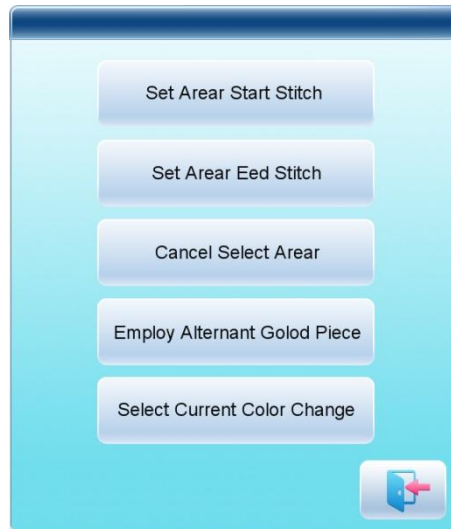 Set Arear Start Stitch
Set Arear Eed Stitch
Cancel Select Arear
Employ Alternant Golod Piece
Select Current Color Change